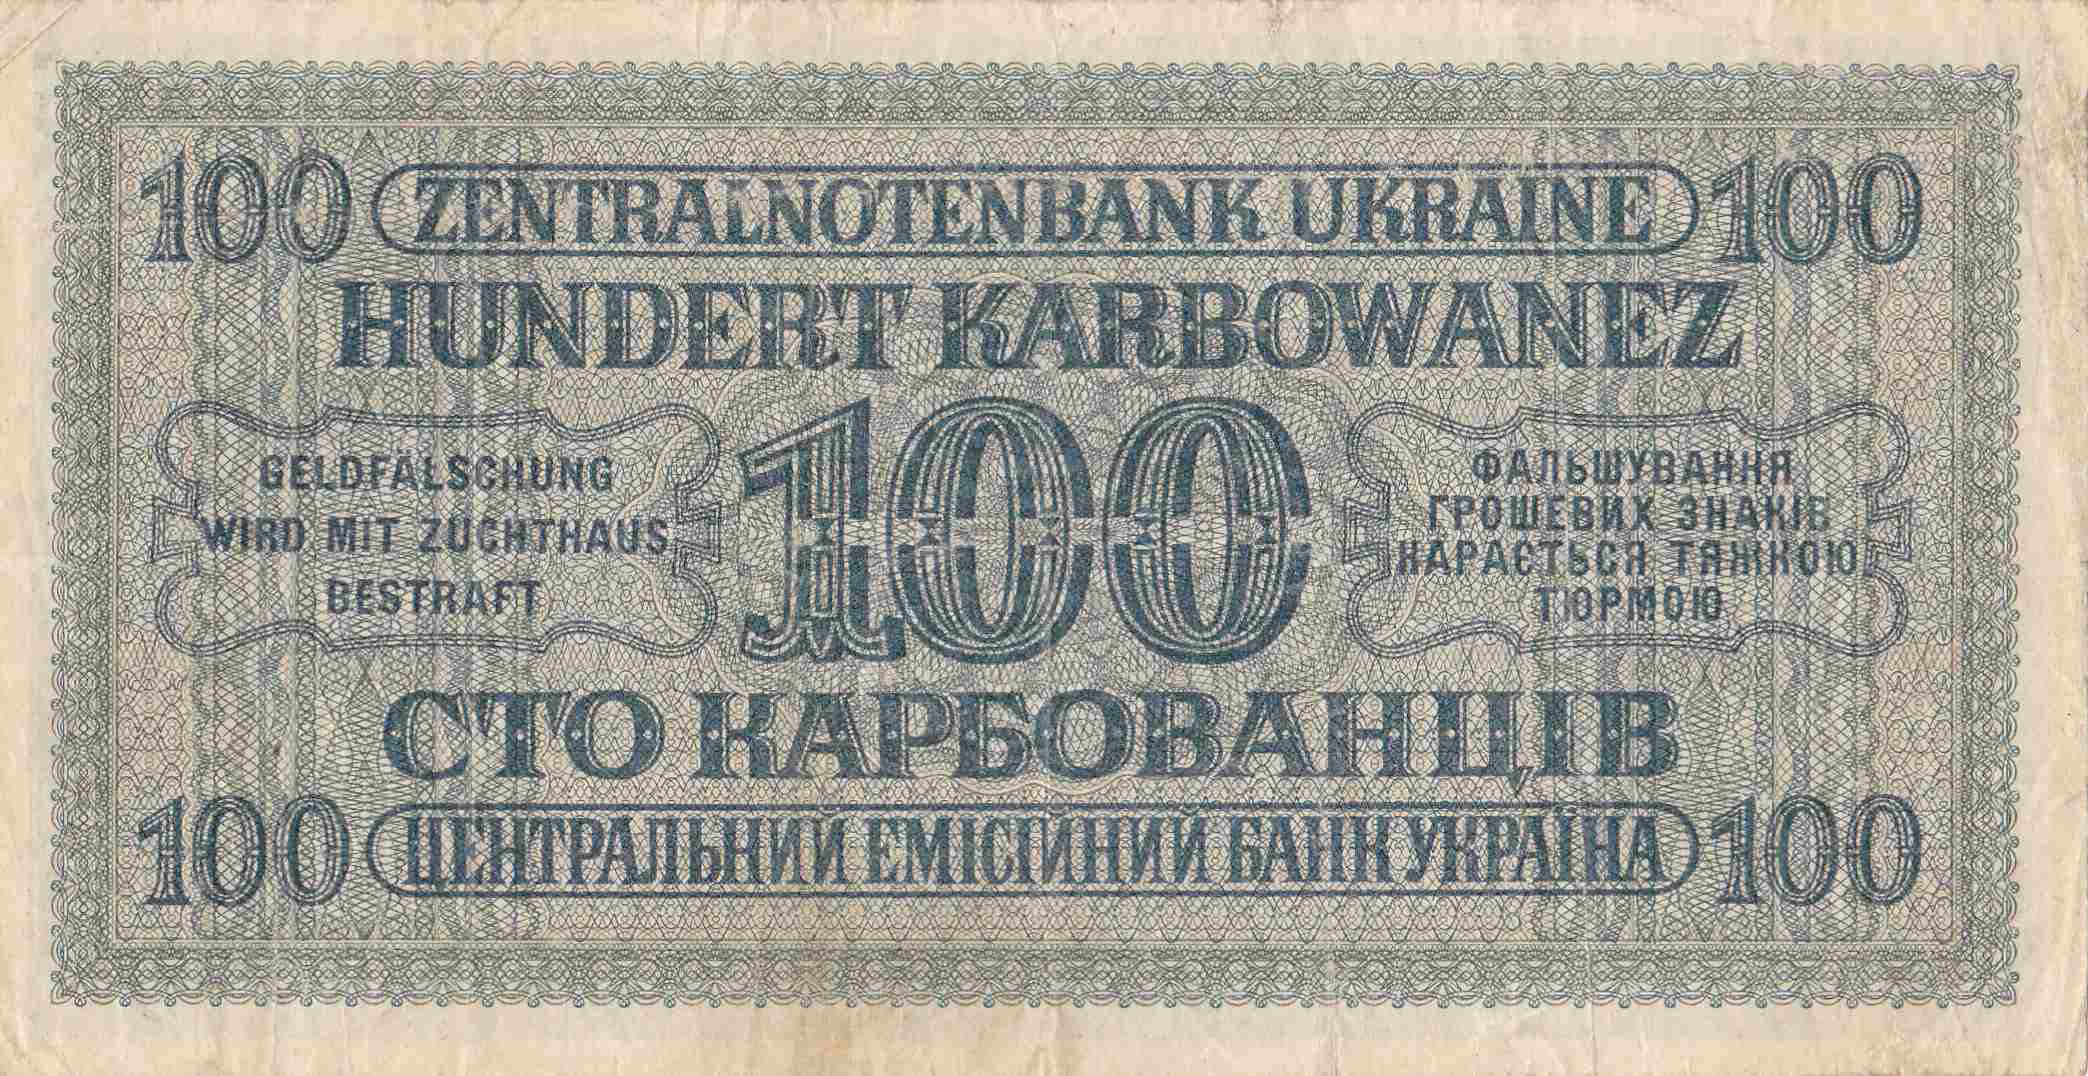 100 ZENTRALNOTENBANK UKRAINE 100
HUNDERT KARBOWANEZ
GELDFÄLSCHUNG
WIRD MIT ZUCHTHAUS
BESTRAFT
100
ФАЛЬШУВАННЯ
ГРОШЕВИХ ЗНАКІВ
КАРАЄТЬСЯ ТЯЖКОЮ
ТЮРМОЮ
СТО КАРБОВАНЦІВ
100 ЦЕНТРАЛЬНИЙ ЕМІСІЙНИЙ БАНК УКРАЇНА 100